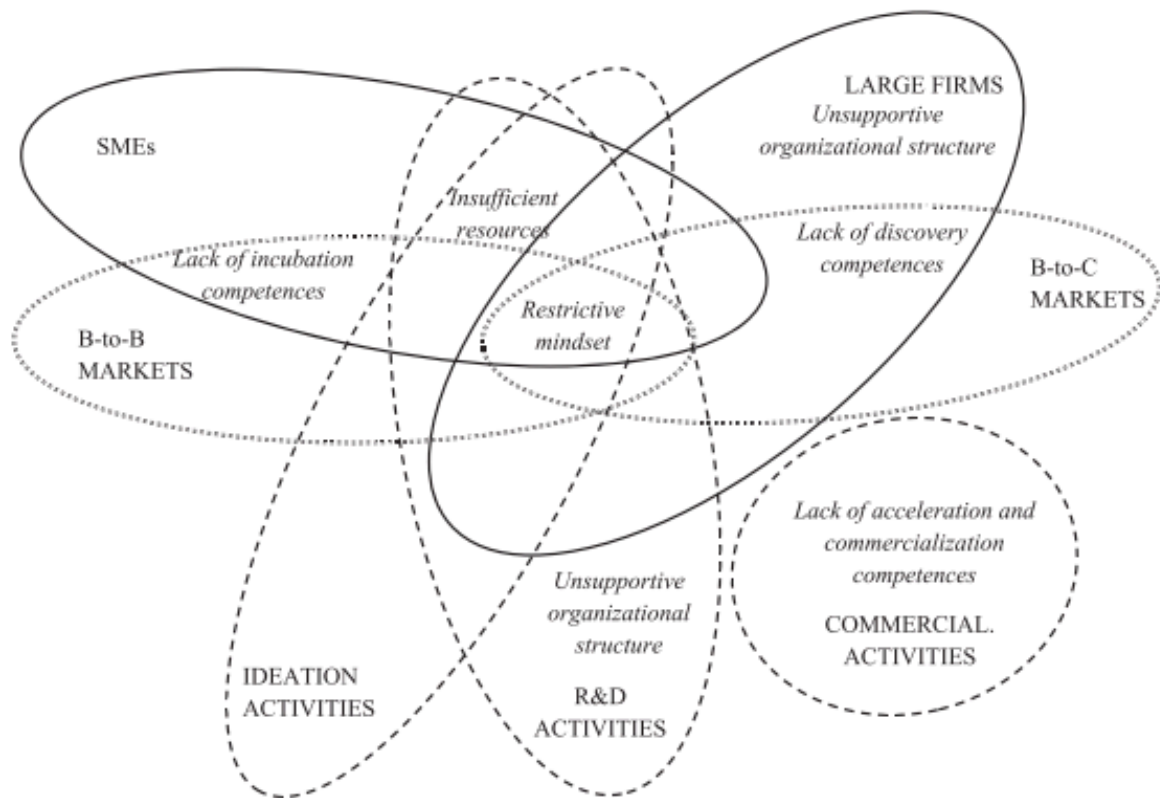 LARGE FIRMS
Unsupportive
organizational structure
SMEs
Insufficient
resources
Lack of discovery
competences
Lack of incubation
competences
B-to-C
MARKETS
Restrictive
mindset
B-to-B
MARKETS
Lack of acceleration and
commercialization
competences
Unsupportive
organizational
structure
COMMERCIAL.
ACTIVITIES
IDEATION
ACTIVITIES
R&D
ACTIVITIES